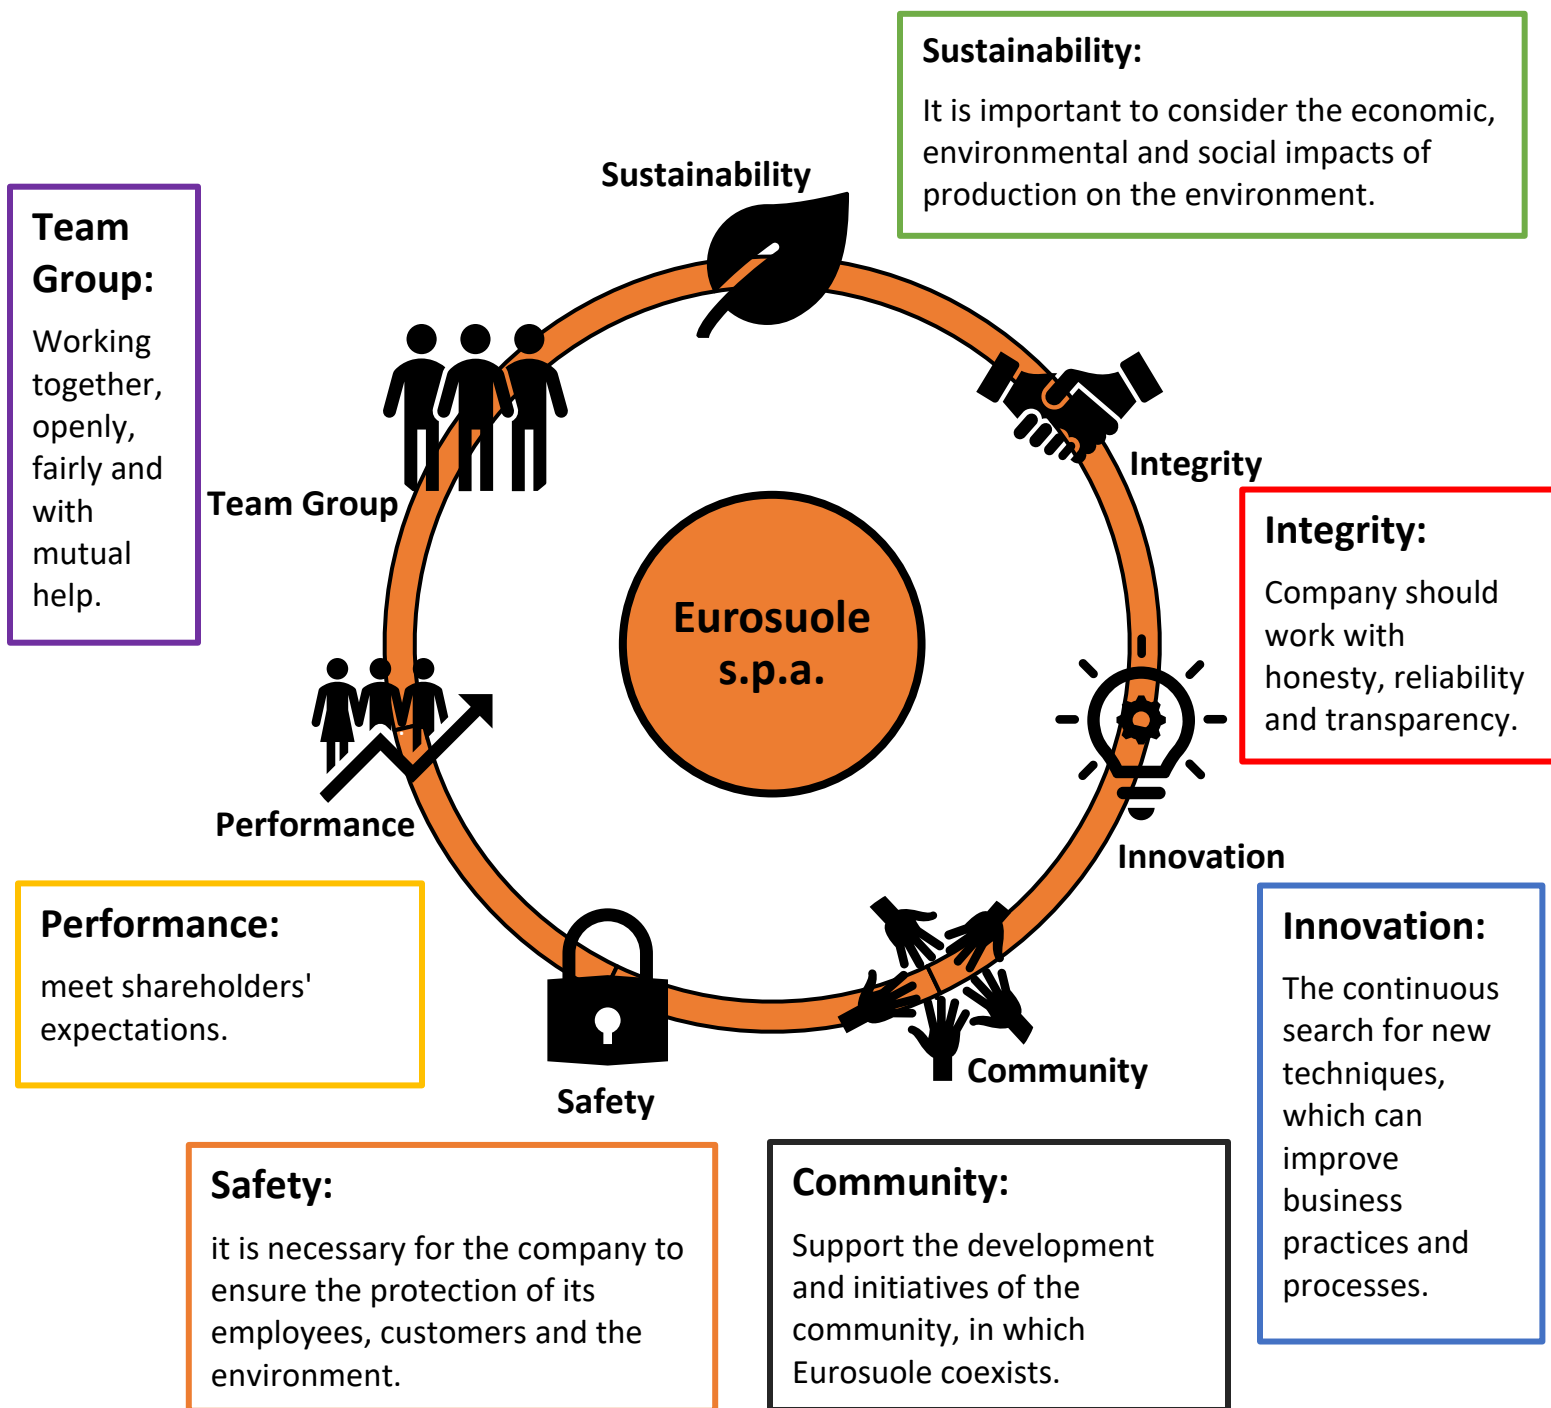 Sustainability:
It is important to consider the economic,
environmental and social impacts of
production on the environment.
Sustainability
Team
Group:
Working
together,
openly,
fairly and
with
mutual
help.
Team Group
Integrity
Integrity:
Company should
work with
honesty, reliability
and transparency.
Eurosuole
s.p.a.
Performance
Innovation
Performance:
meet shareholders'
expectations.
Innovation:
The continuous
search for new
techniques,
which can
improve
business
practices and
processes.
Community
Safety
Safety:
it is necessary for the company to
ensure the protection of its
employees, customers and the
environment.
Community:
Support the development
and initiatives of the
community, in which
Eurosuole coexists.